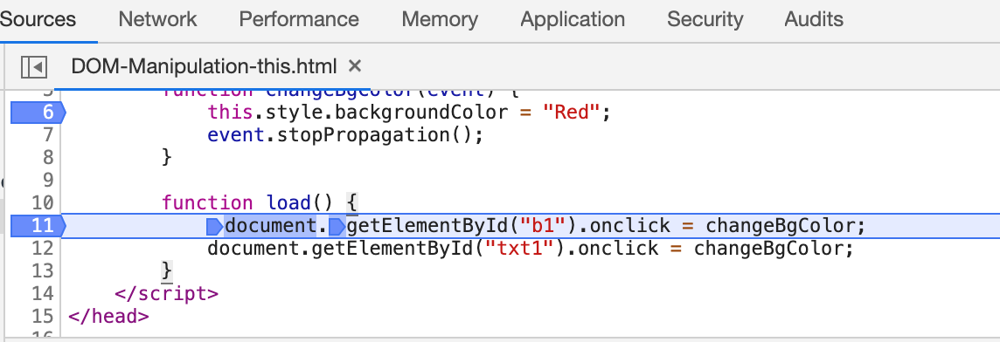 Sources Network Performance Memory Application Security Audits
DOM-Manipulation-this.html ×
5 function changeBgColor(event) {
6 this.style.backgroundColor = "Red";
7 event.stopPropagation();
8 }
9
10 function load() {
11 document.getElementById("b1").onclick = changeBgColor;
12 document.getElementById("txt1").onclick = changeBgColor;
13 }
14 </script>
15 </head>
16